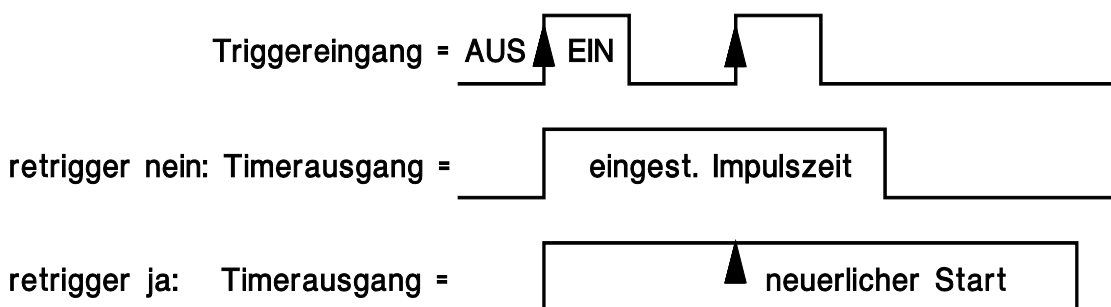 Triggereingang = AUS EIN
retrigger nein: Timerausgang = eingest. Impulszeit
retrigger ja: Timerausgang = neuerlicher Start